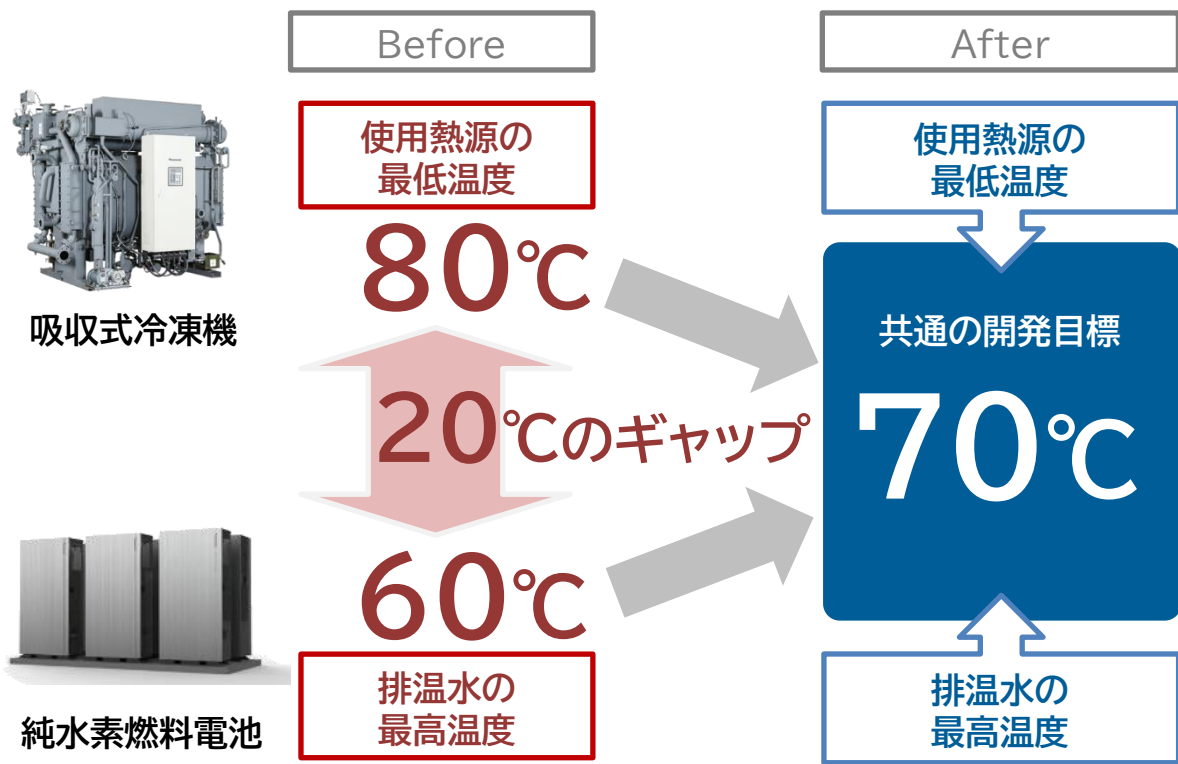 Before
After
使用熱源の
最低温度
使用熱源の
最低温度
80℃
吸収式冷凍機
共通の開発目標
20℃のギャップ
70℃
60℃
純水素燃料電池
排温水の
最高温度
排温水の
最高温度